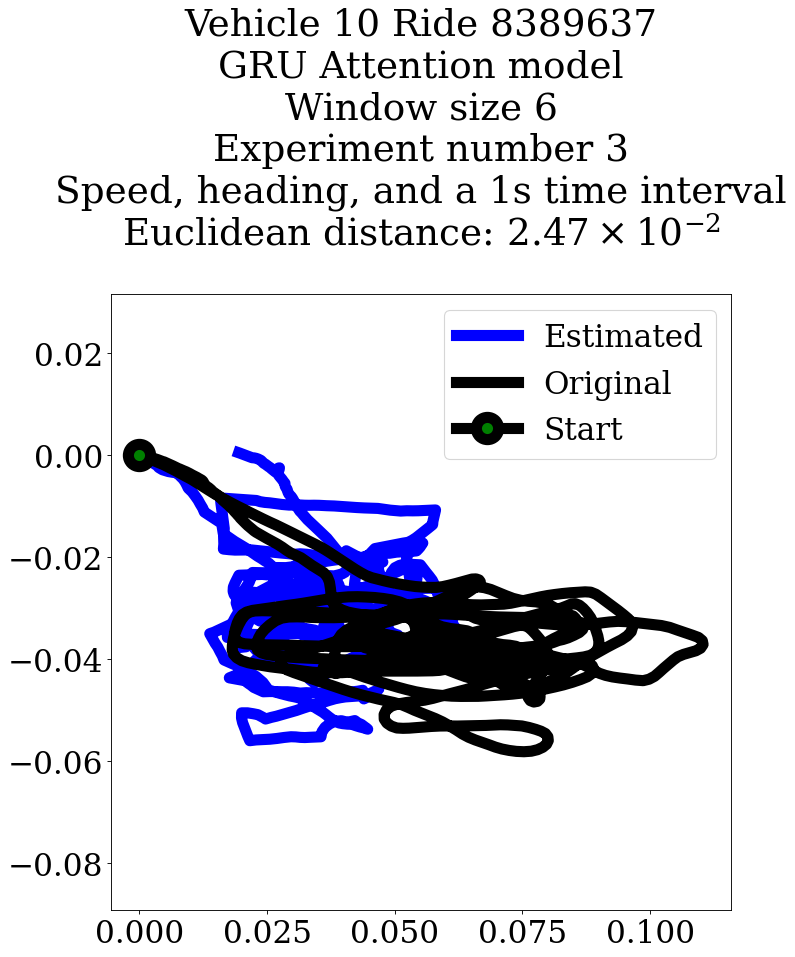 Vehicle 10 Ride 8389637
GRU Attention model
Window size 6
Experiment number 3
Speed, heading, and a 1s time interval
Euclidean distance: 2.47 × 10⁻²
Estimated
Original
Start
0.02
0.00
−0.02
−0.04
−0.06
−0.08
0.000 0.025 0.050 0.075 0.100